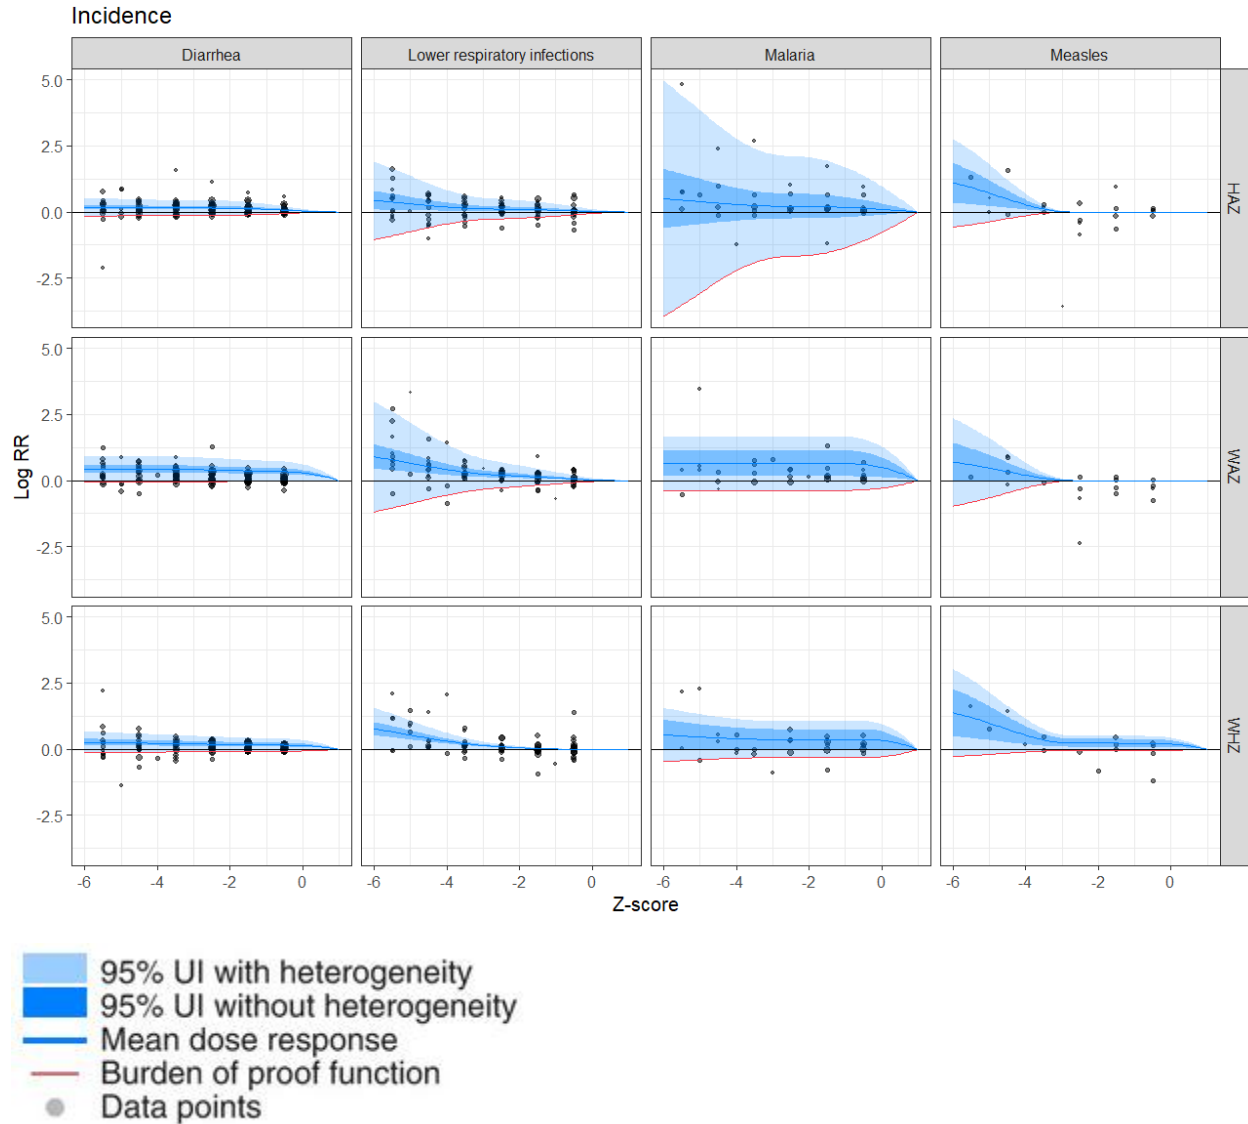 Incidence
Diarrhea Lower respiratory infections Malaria Measles
5.0
2.5
0.0
-2.5
HAZ
5.0
2.5
0.0
-2.5
WAZ
Log RR
5.0
2.5
0.0
-2.5
WHZ
-6 -4 -2 0 -6 -4 -2 0 -6 -4 -2 0 -6 -4 -2 0
Z-score
95% UI with heterogeneity
95% UI without heterogeneity
Mean dose response
Burden of proof function
Data points